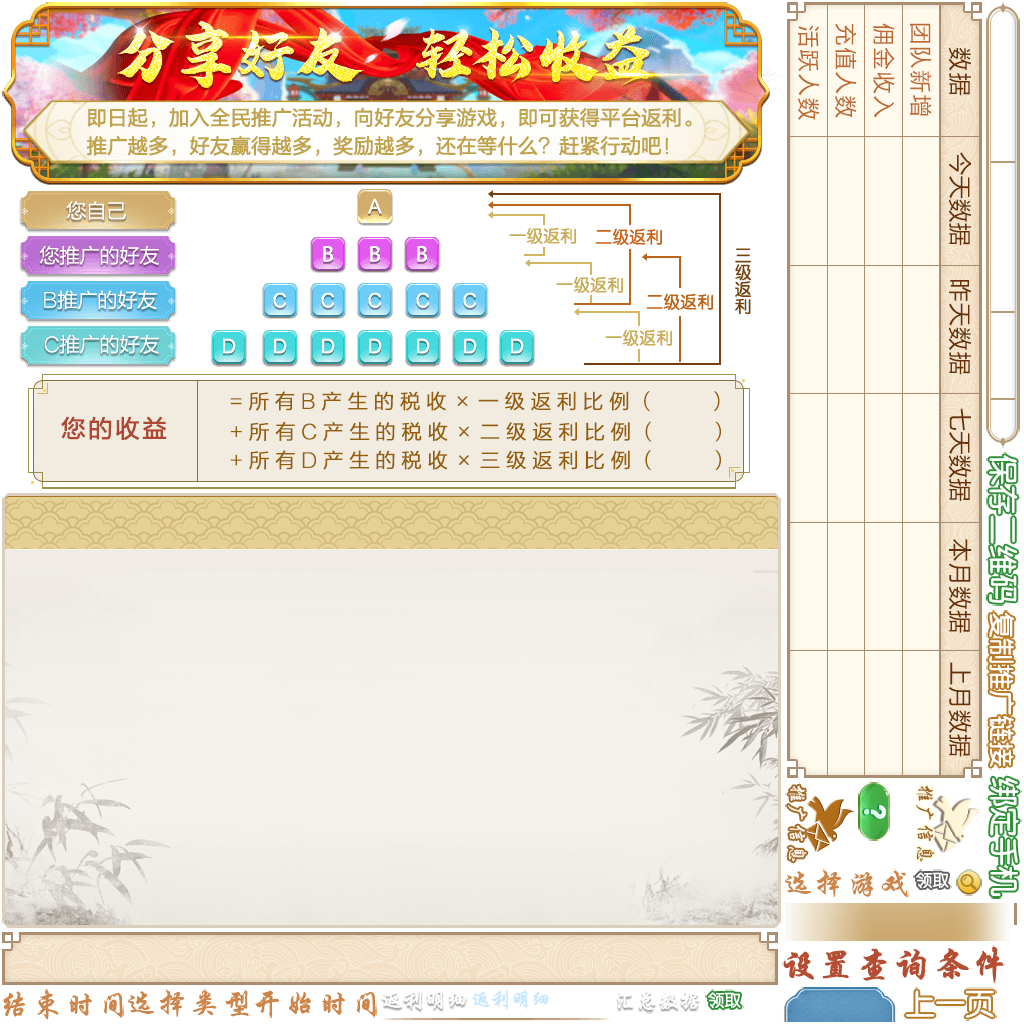 分享好友 轻松收益
即日起，加入全民推广活动，向好友分享游戏，即可获得平台返利。
推广越多，好友赢得越多，奖励越多，还在等什么？赶紧行动吧！
您自己
您推广的好友
B推广的好友
C推广的好友
A
B B B
C C C C C
D D D D D D D
一级返利 二级返利
一级返利
二级返利
一级返利
三级返利
您的收益
=所有B产生的税收×一级返利比例（ ）
+所有C产生的税收×二级返利比例（ ）
+所有D产生的税收×三级返利比例（ ）
数据
团队新增
佣金收入
充值人数
活跃人数
今天数据
昨天数据
七天数据
本月数据
上月数据
保存二维码
复制推广链接
绑定手机
推广信息
?
推广信息
选择游戏
领取
设置查询条件
上一页
结束时间
选择类型
开始时间
返利明细
返利明细
汇总数据
领取